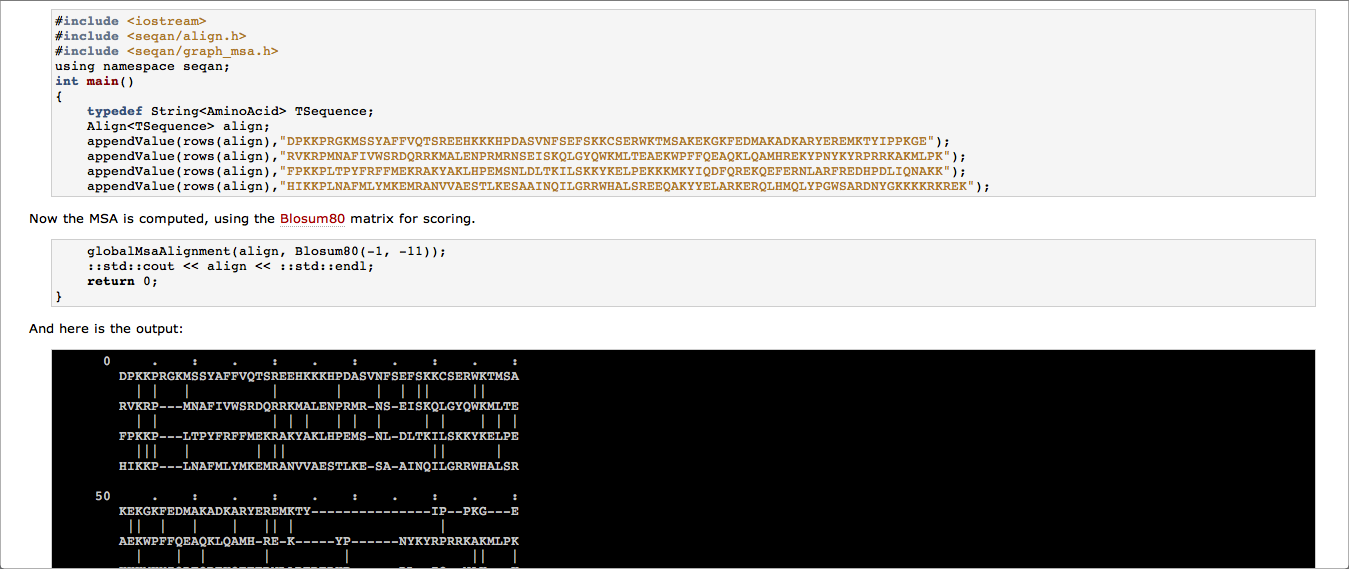 #include <iostream>
#include <seqan/align.h>
#include <seqan/graph_msa.h>
using namespace seqan;
int main()
{
    typedef String<AminoAcid> TSequence;
    Align<TSequence> align;
    appendValue(rows(align),"DPKKPRGKMSSYAFFVQTSREEHKKKHPDASVNFSEFSKKCSERWKTMSAKEKGKFEDMAKADKARYEREMKTYIPPKGE");
    appendValue(rows(align),"RVKRPMNAFIVWSRDQRRKMALENPRMRNSEISKQLGYQWKMLTEAEKWPFFQEAQKLQAMHREKYPNYKYRPRRKAKMLPK");
    appendValue(rows(align),"FPKKPLTPYFRFFMEKRAKYAKLHPEMSNLDLTKILSKKYKELPEKKKMKYIQDFQREKQEFERNLARFREDHPDLIQNAKK");
    appendValue(rows(align),"HIKKPLNAFMLYMKEMRANVVAESTLKESAAINQILGRRWHALSREEQAKYYELARKERQLHMQLYPGWSARDNYGKKKKRKREK");
Now the MSA is computed, using the Blosum80 matrix for scoring.
    globalMsaAlignment(align, Blosum80(-1, -11));
    ::std::cout << align << ::std::endl;
    return 0;
}
And here is the output:
0     .    :    .    :    .    :    .    :    .    :
DPKKPRGKMSSYAFFVQTSREEHKKKHPDASVNFSEFSKKCSERWKTMSA
  | |   |          |       |    |  | ||     ||
RVKRP---MNAFIVWSRDQRRKMALENPRMR-NS-EISKQLGYQWKMLTE
  | |              | | |   | |  |     | |    | | |
FPKKP---LTPYFRFFMEKRAKYAKLHPEMS-NL-DLTKILSKKYKELPE
  |||   |        | ||                  ||      |
HIKKP---LNAFMLYMKEMRANVVAESTLKE-SA-AINQILGRRWHALSR
50     .    :    .    :    .    :    .    :    .    :
KEKGKFEDMAKADKARYEREMKTY---------------IP--PKG---E
 ||  |   |    |   || |                  |
AEKWPFFQEAQKLQAMH-RE-K-----YP------NYKYRPRRKAKMLPK
  |    |  |       |         |               ||   |